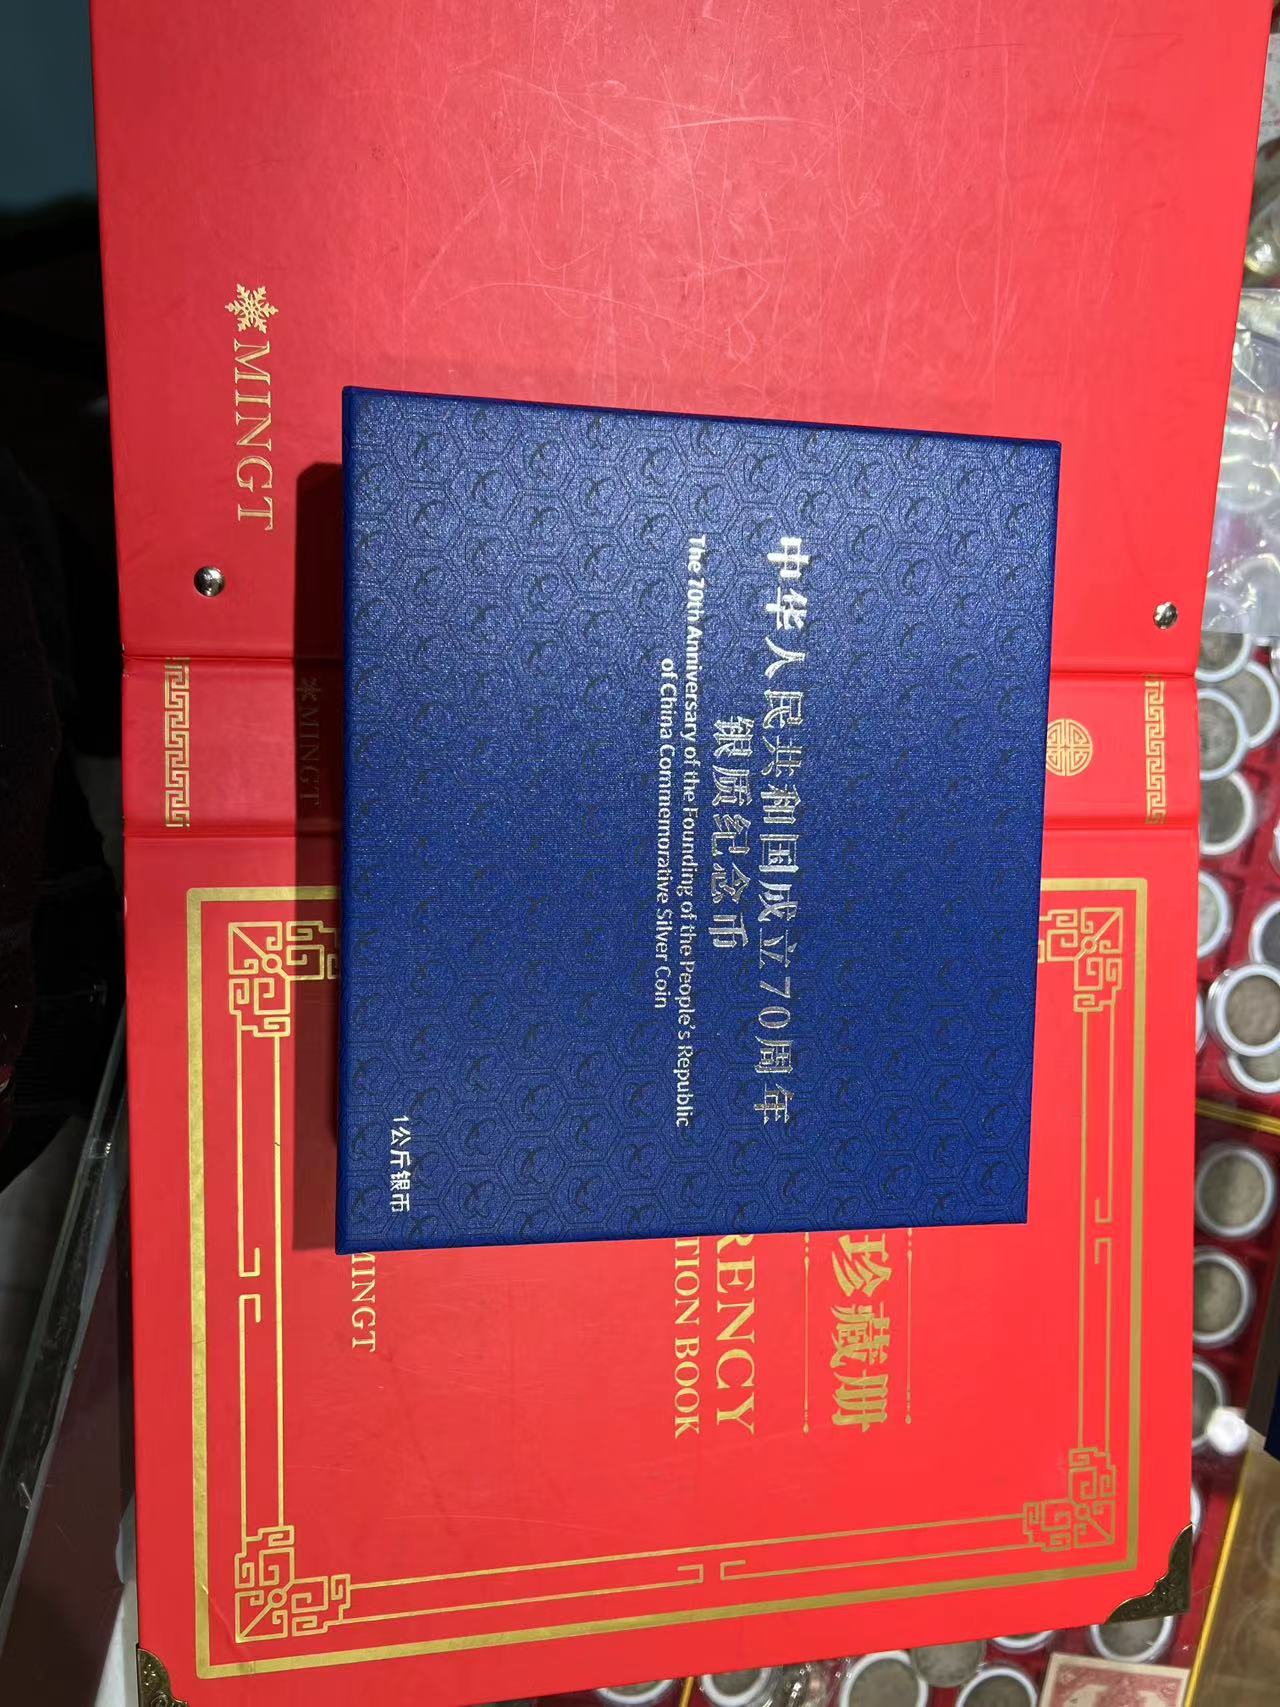 中华人民共和国成立70周年
银质纪念币
The 70th Anniversary of the Founding of the People's Republic
of China Commemorative Silver Coin
1公斤银币
MINGT
MINGT
珍藏册
RENCY
TION BOOK
MINGT